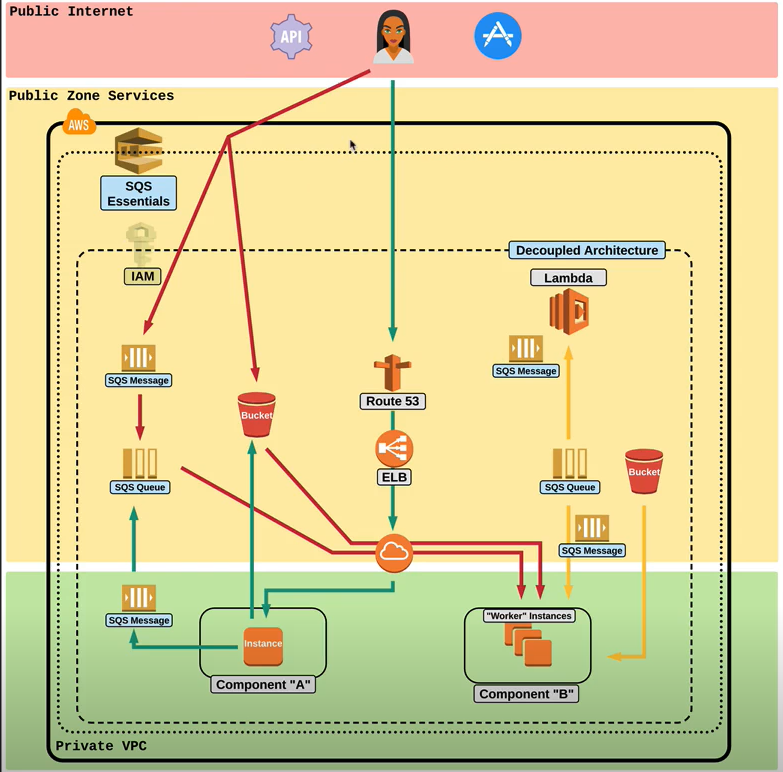 Public Internet
API
Public Zone Services
AWS
SQS
Essentials
IAM
Decoupled Architecture
Lambda
SQS Message
SQS Message
Route 53
Bucket
ELB
SQS Queue
SQS Queue
Bucket
SQS Message
SQS Message
"Worker" Instances
Instance
Component "A"
Component "B"
Private VPC